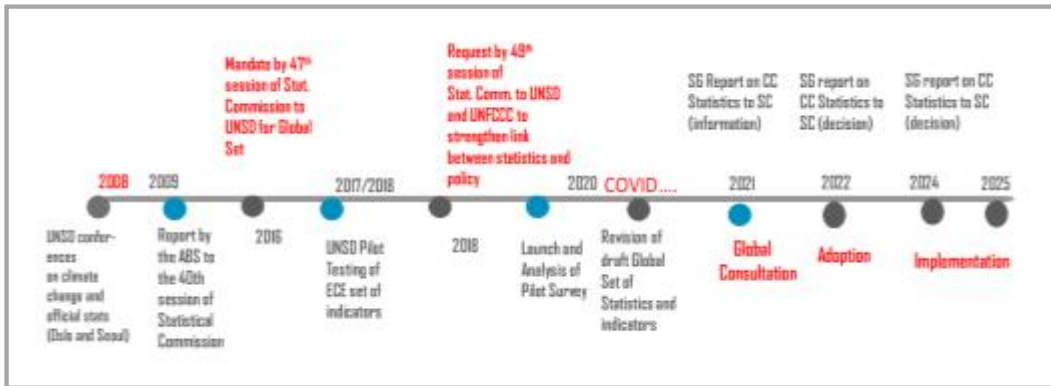 Mandate by 47th
session of Stat.
Commission to
UNSD for Global
Set
Request by 49th
session of
Stat. Comm. to UNSD
and UNFCCC to
strengthen link
between statistics and
policy
SG Report on CC
Statistics to SC
(information)
SG report on
CC Statistics to
SC (decision)
SG report on CC
Statistics to SC
(decision)
2008
2009
2017/2018
2020
COVID....
2021
2022
2024
2025
UNSD confer-
ences
on climate
change and
official stats
(Oslo and Seoul)
Report by
the ABS to
the 40th
session of
Statistical
Commission
2016
UNSD Pilot
Testing of
ECE set of
indicators
2018
Launch and
Analysis of
Pilot Survey
Revision of
draft Global
Set of
Statistics and
indicators
Global
Consultation
Adoption
Implementation